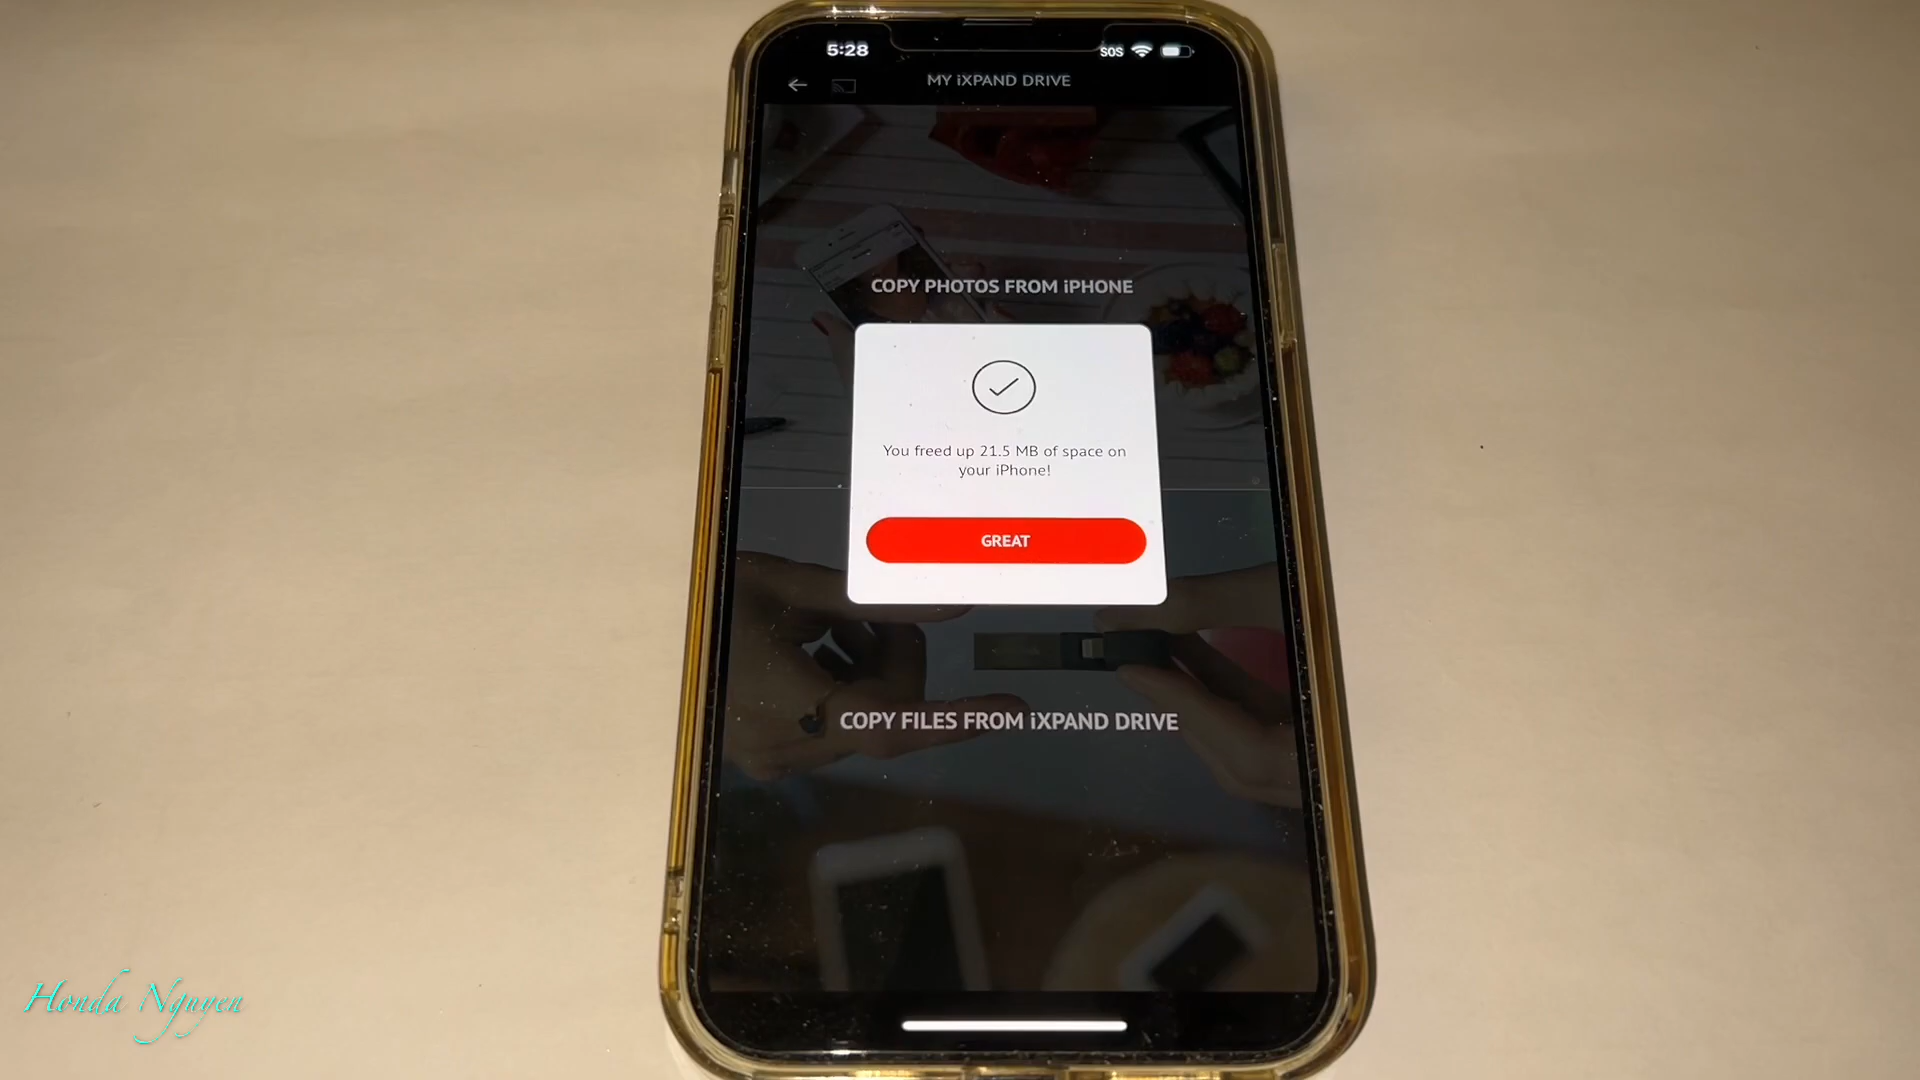 5:28
SOS
MY iXPAND DRIVE
COPY PHOTOS FROM iPHONE
You freed up 21.5 MB of space on
your iPhone!
GREAT
COPY FILES FROM iXPAND DRIVE
Honda Nguyen